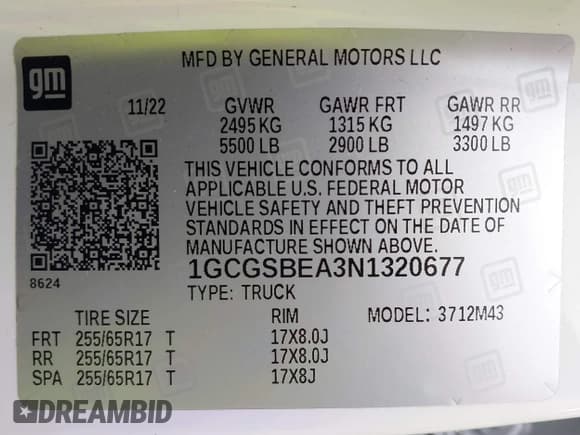 gm
MFD BY GENERAL MOTORS LLC
11/22 GVWR GAWR FRT GAWR RR
2495 KG 1315 KG 1497 KG
5500 LB 2900 LB 3300 LB
THIS VEHICLE CONFORMS TO ALL
APPLICABLE U.S. FEDERAL MOTOR
VEHICLE SAFETY AND THEFT PREVENTION
STANDARDS IN EFFECT ON THE DATE OF
MANUFACTURE SHOWN ABOVE.
8624
1GCGSBEA3N1320677
TYPE: TRUCK
TIRE SIZE RIM MODEL: 3712M43
FRT 255/65R17 T 17X8.0J
RR 255/65R17 T 17X8.0J
SPA 255/65R17 T 17X8J
DREAMBID